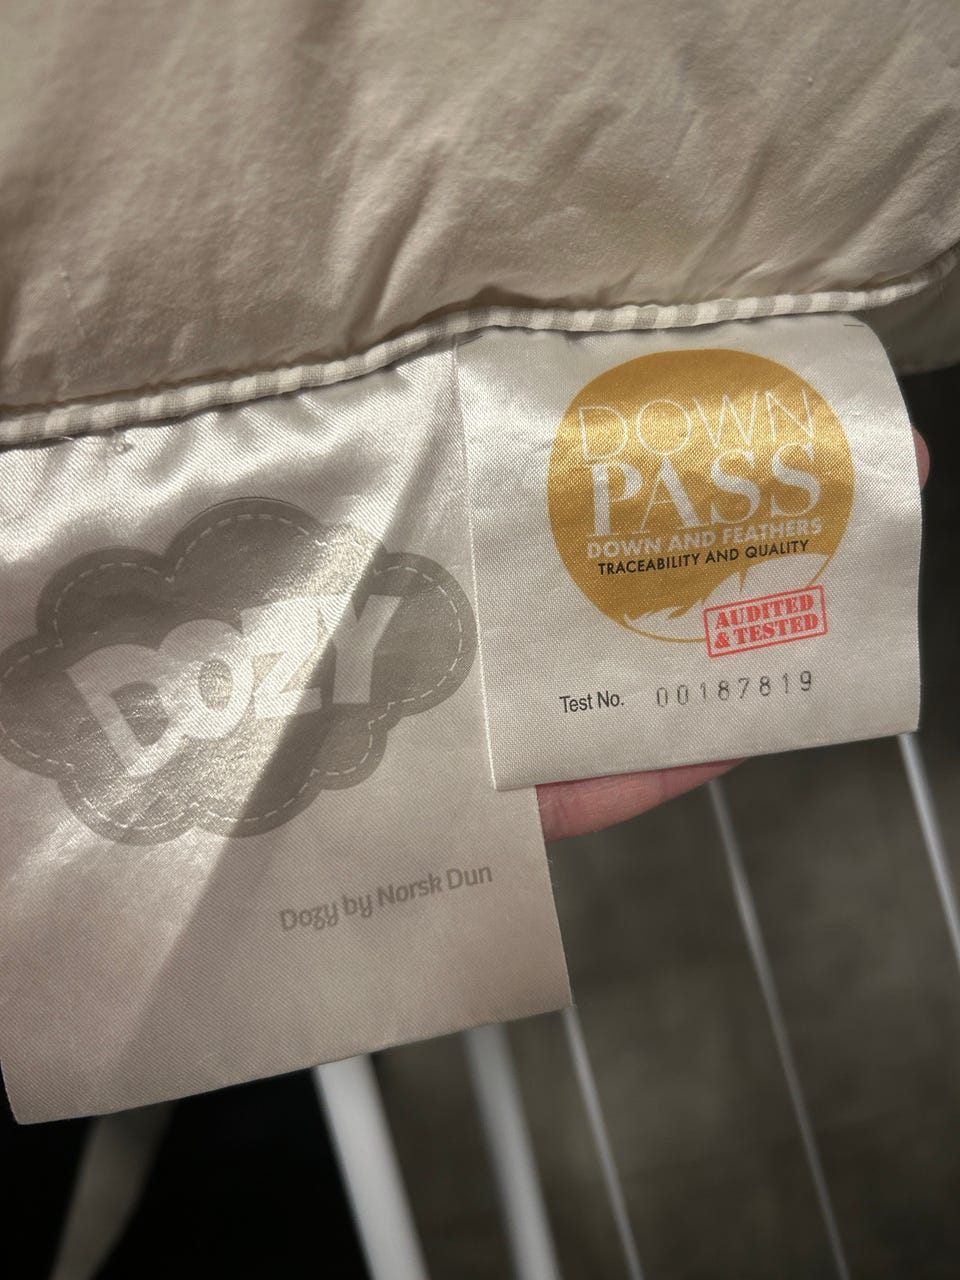 DOZY
Dozy by Norsk Dun
DOWN
PASS
DOWN AND FEATHERS
TRACEABILITY AND QUALITY
AUDITED
& TESTED
Test No. 00187819